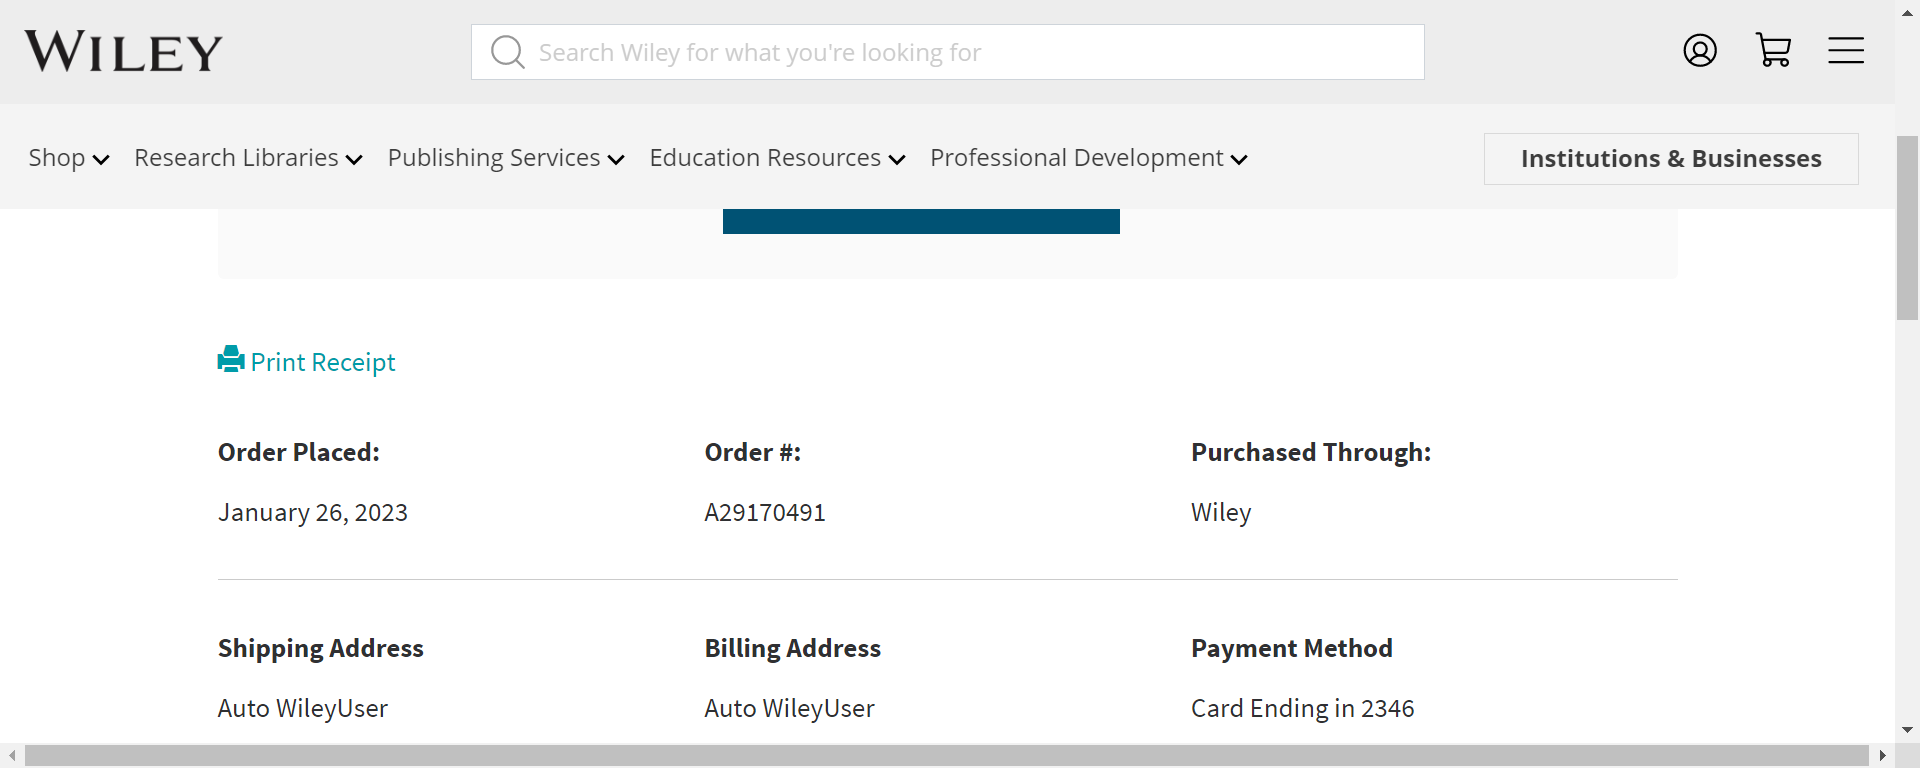 WILEY
Search Wiley for what you're looking for
Shop Research Libraries Publishing Services Education Resources Professional Development Institutions & Businesses
Print Receipt
Order Placed: Order #: Purchased Through:
January 26, 2023 A29170491 Wiley
Shipping Address Billing Address Payment Method
Auto WileyUser Auto WileyUser Card Ending in 2346